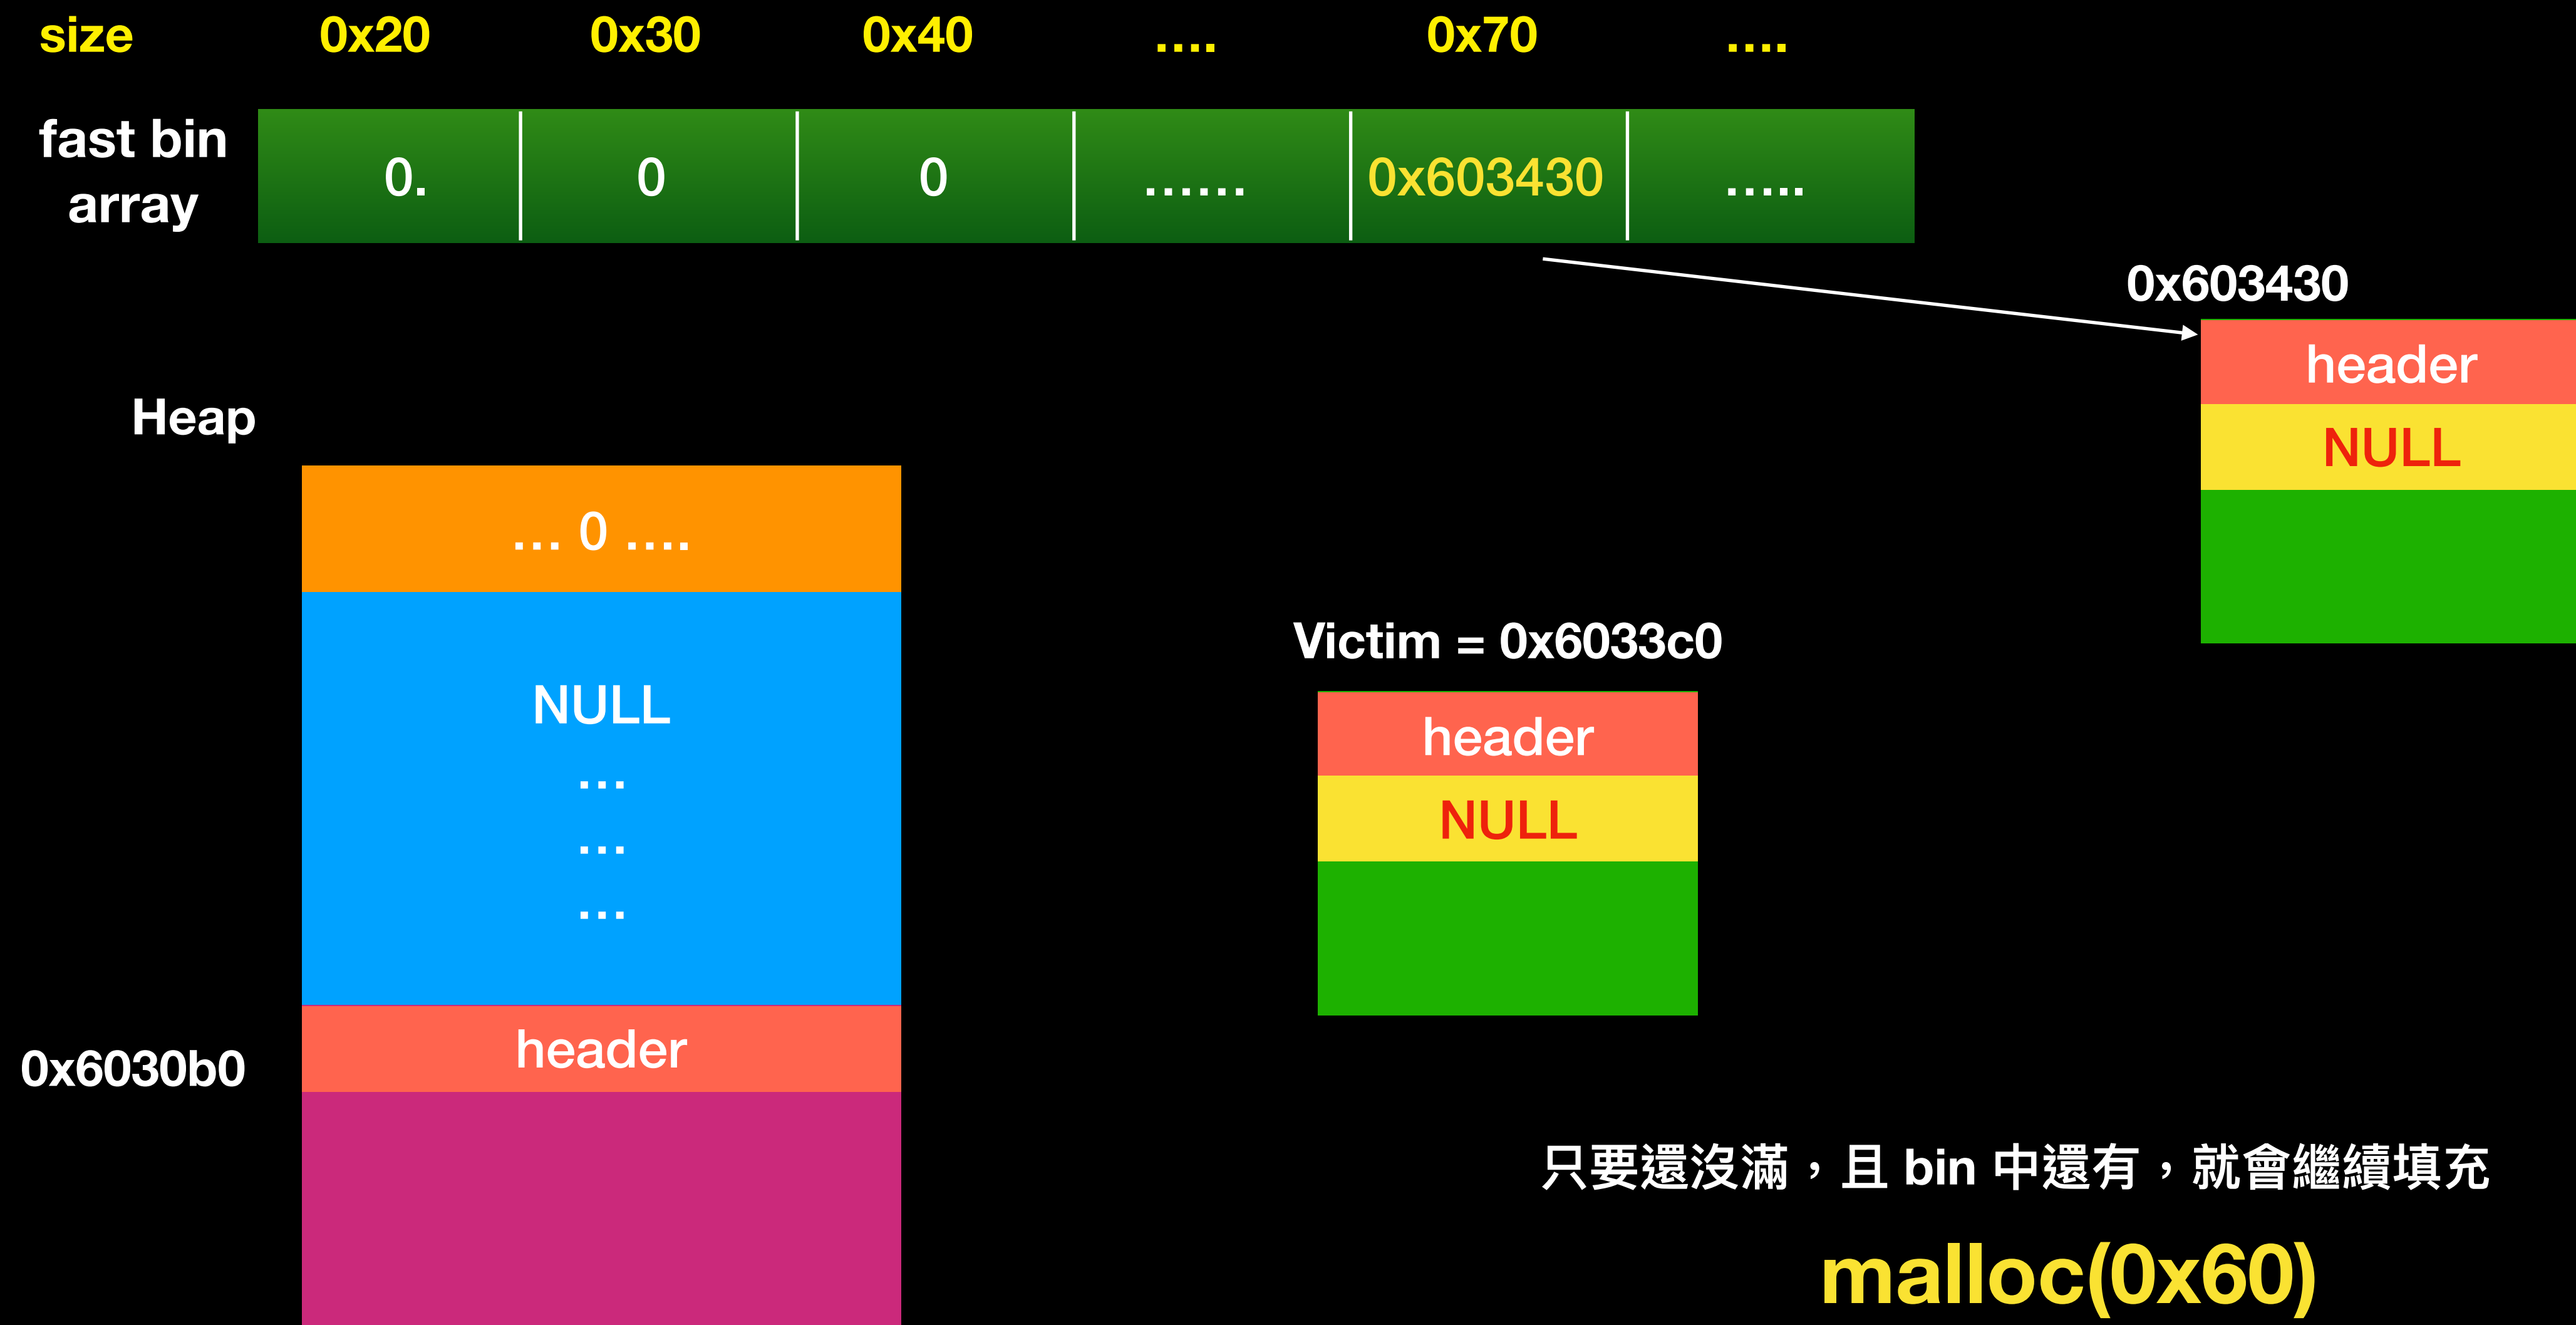 size 0x20 0x30 0x40 .... 0x70 ....
fast bin
array
0. 0 0 ...... 0x603430 .....
0x603430
header
NULL
Heap
... 0 ....
NULL
...
...
...
header
0x6030b0
Victim = 0x6033c0
header
NULL
只要還沒滿，且 bin 中還有，就會繼續填充
malloc(0x60)